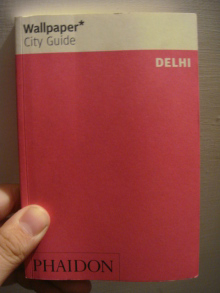 Wallpaper*
City Guide
DELHI
PHAIDON